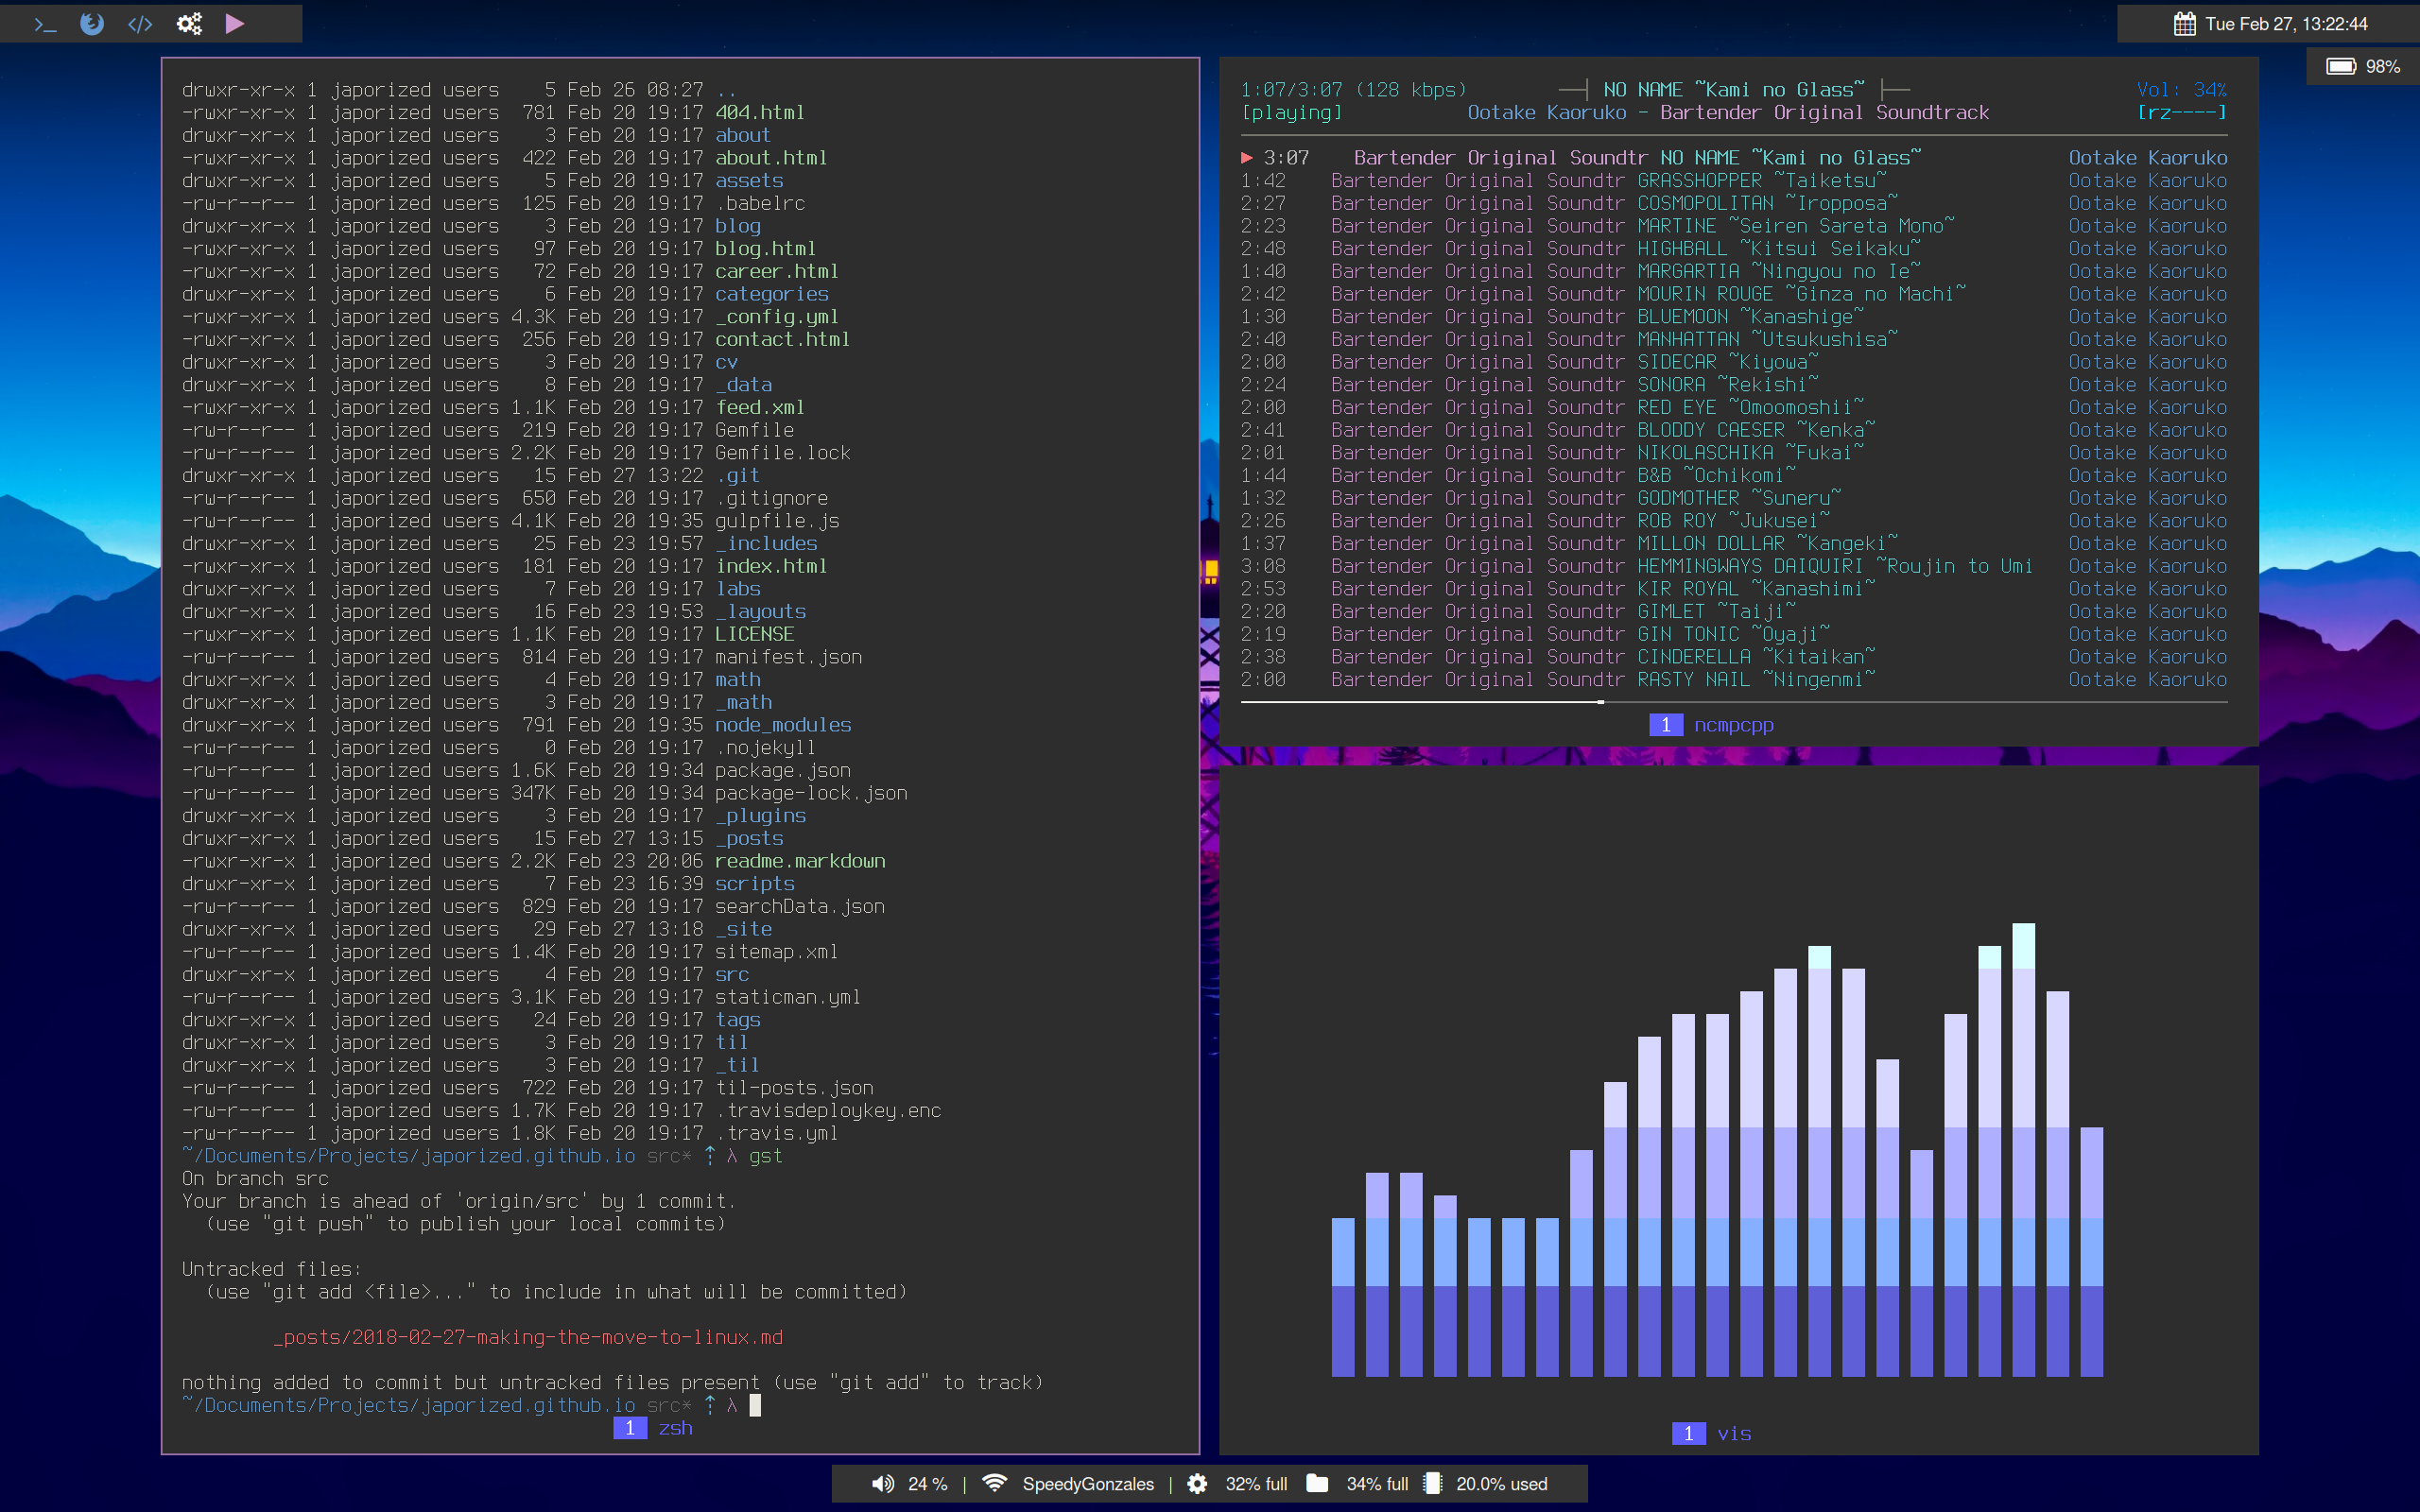 >_ </>
Tue Feb 27, 13:22:44
98%
drwxr-xr-x 1 japorized users 5 Feb 26 08:27 ..
-rwxr-xr-x 1 japorized users 781 Feb 20 19:17 404.html
drwxr-xr-x 1 japorized users 3 Feb 20 19:17 about
-rwxr-xr-x 1 japorized users 422 Feb 20 19:17 about.html
drwxr-xr-x 1 japorized users 5 Feb 20 19:17 assets
-rw-r--r-- 1 japorized users 125 Feb 20 19:17 .babelrc
drwxr-xr-x 1 japorized users 3 Feb 20 19:17 blog
-rwxr-xr-x 1 japorized users 97 Feb 20 19:17 blog.html
-rwxr-xr-x 1 japorized users 72 Feb 20 19:17 career.html
drwxr-xr-x 1 japorized users 6 Feb 20 19:17 categories
-rwxr-xr-x 1 japorized users 4.3K Feb 20 19:17 _config.yml
-rwxr-xr-x 1 japorized users 256 Feb 20 19:17 contact.html
drwxr-xr-x 1 japorized users 3 Feb 20 19:17 cv
drwxr-xr-x 1 japorized users 8 Feb 20 19:17 _data
-rwxr-xr-x 1 japorized users 1.1K Feb 20 19:17 feed.xml
-rw-r--r-- 1 japorized users 219 Feb 20 19:17 Gemfile
-rw-r--r-- 1 japorized users 2.2K Feb 20 19:17 Gemfile.lock
drwxr-xr-x 1 japorized users 15 Feb 27 13:22 .git
-rw-r--r-- 1 japorized users 650 Feb 20 19:17 .gitignore
-rw-r--r-- 1 japorized users 4.1K Feb 20 19:35 gulpfile.js
drwxr-xr-x 1 japorized users 25 Feb 23 19:57 _includes
-rwxr-xr-x 1 japorized users 181 Feb 20 19:17 index.html
drwxr-xr-x 1 japorized users 7 Feb 20 19:17 labs
drwxr-xr-x 1 japorized users 16 Feb 23 19:53 _layouts
-rwxr-xr-x 1 japorized users 1.1K Feb 20 19:17 LICENSE
-rw-r--r-- 1 japorized users 814 Feb 20 19:17 manifest.json
drwxr-xr-x 1 japorized users 4 Feb 20 19:17 math
drwxr-xr-x 1 japorized users 3 Feb 20 19:17 _math
drwxr-xr-x 1 japorized users 791 Feb 20 19:35 node_modules
-rw-r--r-- 1 japorized users 0 Feb 20 19:17 .nojekyll
-rw-r--r-- 1 japorized users 1.6K Feb 20 19:34 package.json
-rw-r--r-- 1 japorized users 347K Feb 20 19:34 package-lock.json
drwxr-xr-x 1 japorized users 3 Feb 20 19:17 _plugins
drwxr-xr-x 1 japorized users 15 Feb 27 13:15 _posts
-rwxr-xr-x 1 japorized users 2.2K Feb 23 20:06 readme.markdown
drwxr-xr-x 1 japorized users 7 Feb 23 16:39 scripts
-rw-r--r-- 1 japorized users 829 Feb 20 19:17 searchData.json
drwxr-xr-x 1 japorized users 29 Feb 27 13:18 _site
-rw-r--r-- 1 japorized users 1.4K Feb 20 19:17 sitemap.xml
drwxr-xr-x 1 japorized users 4 Feb 20 19:17 src
-rw-r--r-- 1 japorized users 3.1K Feb 20 19:17 staticman.yml
drwxr-xr-x 1 japorized users 24 Feb 20 19:17 tags
drwxr-xr-x 1 japorized users 3 Feb 20 19:17 til
drwxr-xr-x 1 japorized users 3 Feb 20 19:17 _til
-rw-r--r-- 1 japorized users 722 Feb 20 19:17 til-posts.json
-rw-r--r-- 1 japorized users 1.7K Feb 20 19:17 .travisdeploykey.enc
-rw-r--r-- 1 japorized users 1.8K Feb 20 19:17 .travis.yml
~/Documents/Projects/japorized.github.io src* ⇡ λ gst
On branch src
Your branch is ahead of 'origin/src' by 1 commit.
(use "git push" to publish your local commits)
Untracked files:
(use "git add <file>..." to include in what will be committed)
_posts/2018-02-27-making-the-move-to-linux.md
nothing added to commit but untracked files present (use "git add" to track)
~/Documents/Projects/japorized.github.io src* ⇡ λ
1 zsh
1:07/3:07 (128 kbps) ──┤ NO NAME ~Kami no Glass~ ├── Vol: 34%
[playing] Ootake Kaoruko - Bartender Original Soundtrack [rz----]
▶ 3:07 Bartender Original Soundtr NO NAME ~Kami no Glass~ Ootake Kaoruko
1:42 Bartender Original Soundtr GRASSHOPPER ~Taiketsu~ Ootake Kaoruko
2:27 Bartender Original Soundtr COSMOPOLITAN ~Iropposa~ Ootake Kaoruko
2:23 Bartender Original Soundtr MARTINE ~Seiren Sareta Mono~ Ootake Kaoruko
2:48 Bartender Original Soundtr HIGHBALL ~Kitsui Seikaku~ Ootake Kaoruko
1:40 Bartender Original Soundtr MARGARTIA ~Ningyou no Ie~ Ootake Kaoruko
2:42 Bartender Original Soundtr MOURIN ROUGE ~Ginza no Machi~ Ootake Kaoruko
1:30 Bartender Original Soundtr BLUEMOON ~Kanashige~ Ootake Kaoruko
2:40 Bartender Original Soundtr MANHATTAN ~Utsukushisa~ Ootake Kaoruko
2:00 Bartender Original Soundtr SIDECAR ~Kiyowa~ Ootake Kaoruko
2:24 Bartender Original Soundtr SONORA ~Rekishi~ Ootake Kaoruko
2:00 Bartender Original Soundtr RED EYE ~Omoomoshii~ Ootake Kaoruko
2:41 Bartender Original Soundtr BLODDY CAESER ~Kenka~ Ootake Kaoruko
2:01 Bartender Original Soundtr NIKOLASCHIKA ~Fukai~ Ootake Kaoruko
1:44 Bartender Original Soundtr B&B ~Ochikomi~ Ootake Kaoruko
1:32 Bartender Original Soundtr GODMOTHER ~Suneru~ Ootake Kaoruko
2:26 Bartender Original Soundtr ROB ROY ~Jukusei~ Ootake Kaoruko
1:37 Bartender Original Soundtr MILLON DOLLAR ~Kangeki~ Ootake Kaoruko
3:08 Bartender Original Soundtr HEMMINGWAYS DAIQUIRI ~Roujin to Umi Ootake Kaoruko
2:53 Bartender Original Soundtr KIR ROYAL ~Kanashimi~ Ootake Kaoruko
2:20 Bartender Original Soundtr GIMLET ~Taiji~ Ootake Kaoruko
2:19 Bartender Original Soundtr GIN TONIC ~Oyaji~ Ootake Kaoruko
2:38 Bartender Original Soundtr CINDERELLA ~Kitaikan~ Ootake Kaoruko
2:00 Bartender Original Soundtr RASTY NAIL ~Ningenmi~ Ootake Kaoruko
1 ncmpcpp
1 vis
24 % | SpeedyGonzales | 32% full 34% full 20.0% used